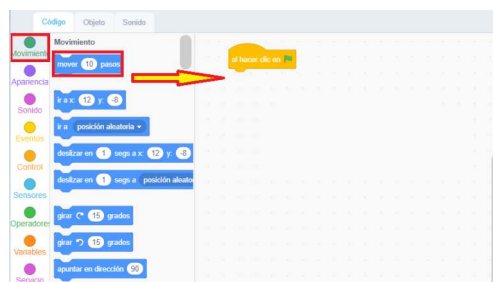 Código Objeto Sonido
Movimiento
Movimiento
mover 10 pasos
al hacer clic en
Apariencia
ir a x: 12 y: -8
Sonido
ir a posición aleatoria
Eventos
deslizar en 1 segs a x: 12 y: -8
Control
deslizar en 1 segs a posición aleator
Sensores
girar 15 grados
Operadores
girar 15 grados
Variables
apuntar en dirección 90
Servicio